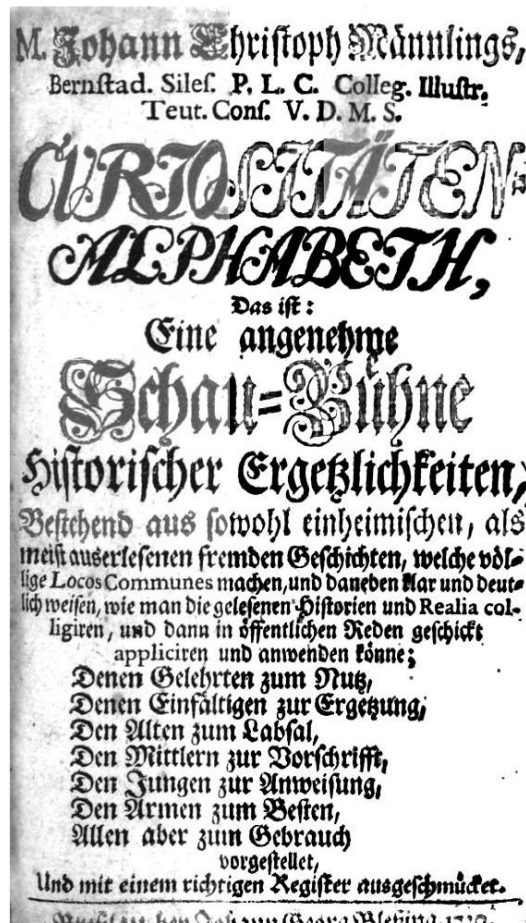 M. Johann Christoph Männlings,
Bernſtad. Sileſ. P. L. C. Colleg. Illuſtr.
Teut. Conſ. V. D. M. S.
CURIOSITÄTEN-
ALPHABETH,
Das iſt:
Eine angenehme
Schau-Bühne
Hiſtoriſcher Ergetzlichkeiten,
Beſtehend aus ſowohl einheimiſchen, als
meiſt auserleſenen fremden Geſchichten, welche völ-
lige Locos Communes machen, und daneben klar und deut-
lich weiſen, wie man die geleſenen Hiſtorien und Realia col-
ligiren, und dann in öffentlichen Reden geſchickt
appliciren und anwenden könne;
Denen Gelehrten zum Nutz,
Denen Einfältigen zur Ergetzung,
Den Alten zum Labſal,
Den Mittlern zur Vorſchrifft,
Den Jungen zur Anweiſung,
Den Armen zum Beſten,
Allen aber zum Gebrauch
vorgeſtellet,
Und mit einem richtigen Regiſter ausgeſchmücket.